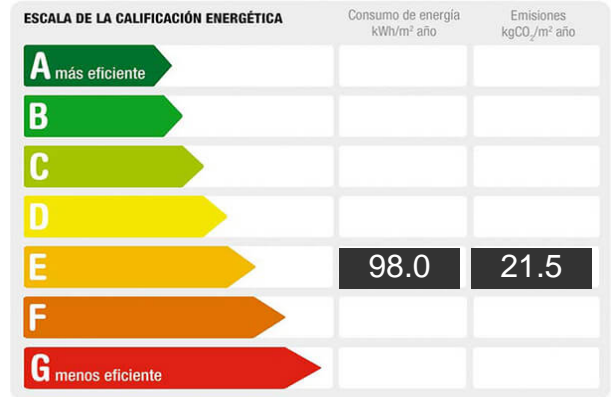 ESCALA DE LA CALIFICACIÓN ENERGÉTICA
Consumo de energía
kWh/m² año
Emisiones
kgCO₂/m² año
A más eficiente
B
C
D
E 98.0 21.5
F
G menos eficiente